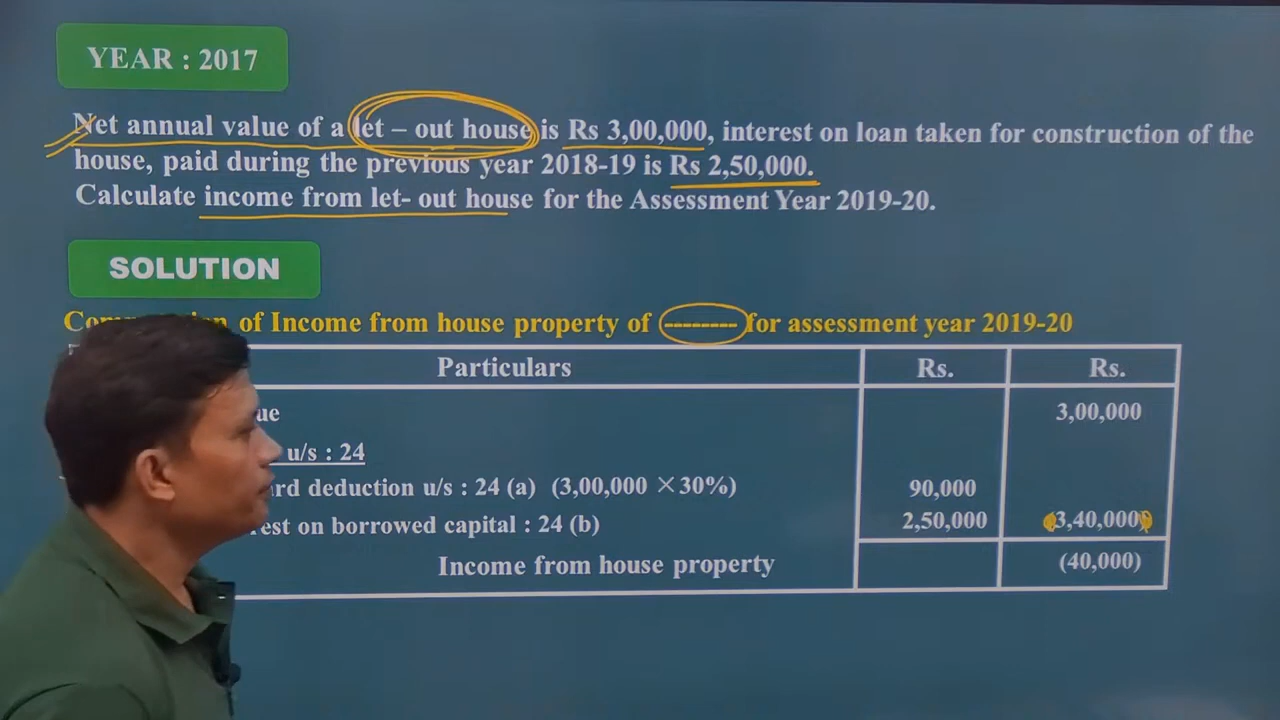 YEAR : 2017
Net annual value of a let – out house is Rs 3,00,000, interest on loan taken for construction of the
house, paid during the previous year 2018-19 is Rs 2,50,000.
Calculate income from let- out house for the Assessment Year 2019-20.
SOLUTION
of Income from house property of -------- for assessment year 2019-20
Particulars Rs. Rs.
3,00,000
u/s : 24
deduction u/s : 24 (a) (3,00,000 ×30%) 90,000
on borrowed capital : 24 (b) 2,50,000 (3,40,000)
Income from house property (40,000)